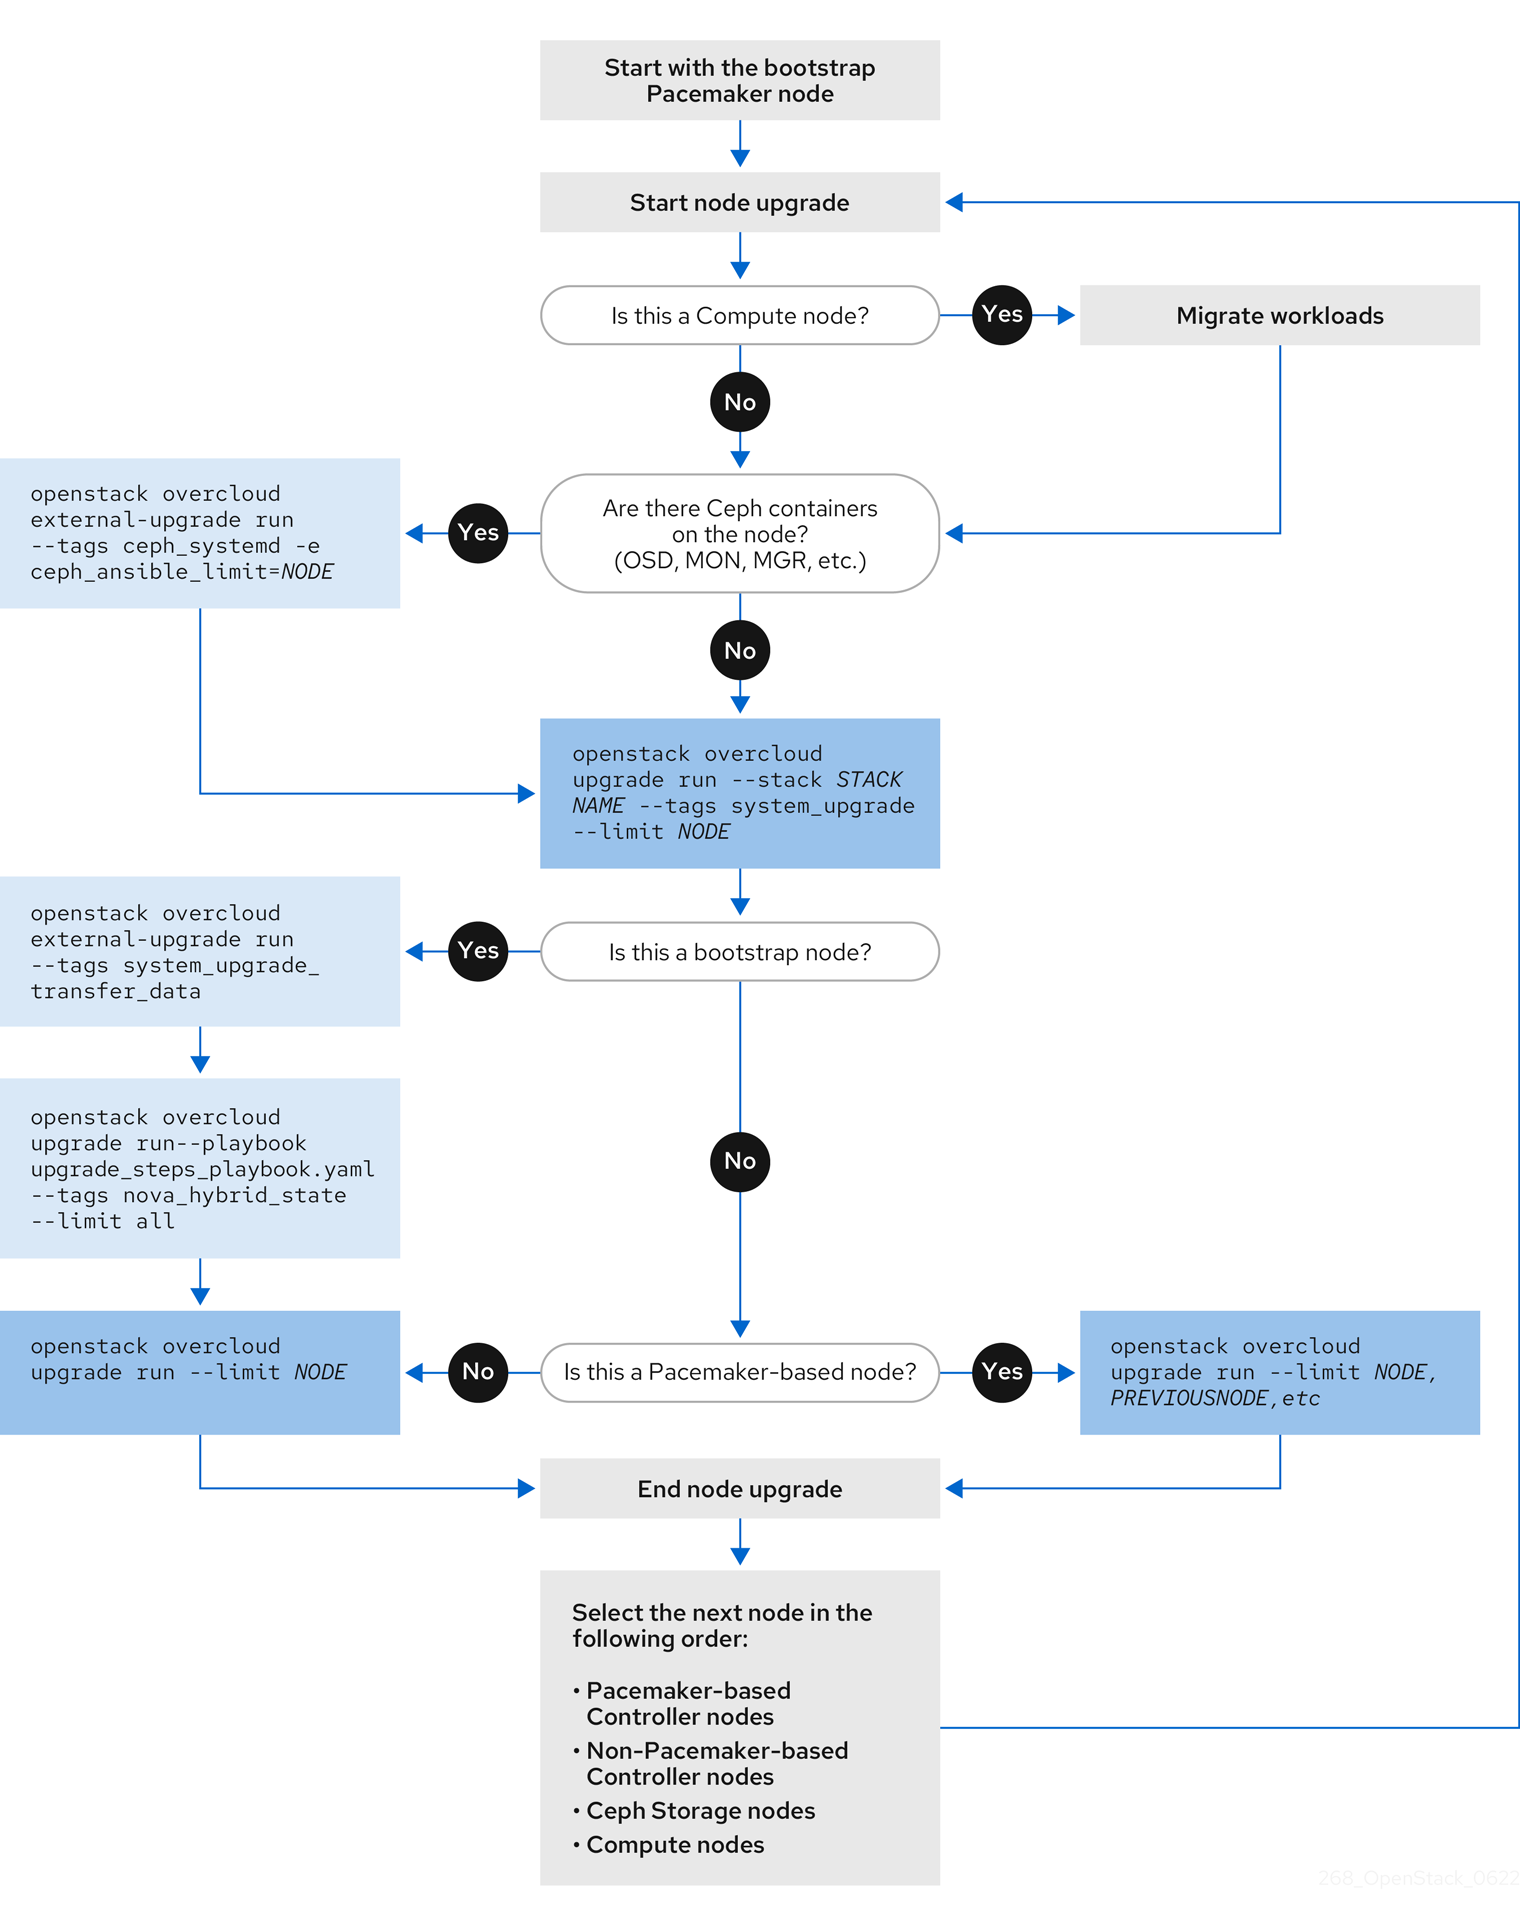 Start with the bootstrap
Pacemaker node
Start node upgrade
Is this a Compute node?
Yes
Migrate workloads
No
openstack overcloud
external-upgrade run
--tags ceph_systemd -e
ceph_ansible_limit=NODE
Yes
Are there Ceph containers
on the node?
(OSD, MON, MGR, etc.)
No
openstack overcloud
upgrade run --stack STACK
NAME --tags system_upgrade
--limit NODE
openstack overcloud
external-upgrade run
--tags system_upgrade_
transfer_data
Yes
Is this a bootstrap node?
openstack overcloud
upgrade run--playbook
upgrade_steps_playbook.yaml
--tags nova_hybrid_state
--limit all
No
openstack overcloud
upgrade run --limit NODE
No
Is this a Pacemaker-based node?
Yes
openstack overcloud
upgrade run --limit NODE,
PREVIOUSNODE,etc
End node upgrade
Select the next node in the
following order:
• Pacemaker-based
Controller nodes
• Non-Pacemaker-based
Controller nodes
• Ceph Storage nodes
• Compute nodes
268_OpenStack_0622